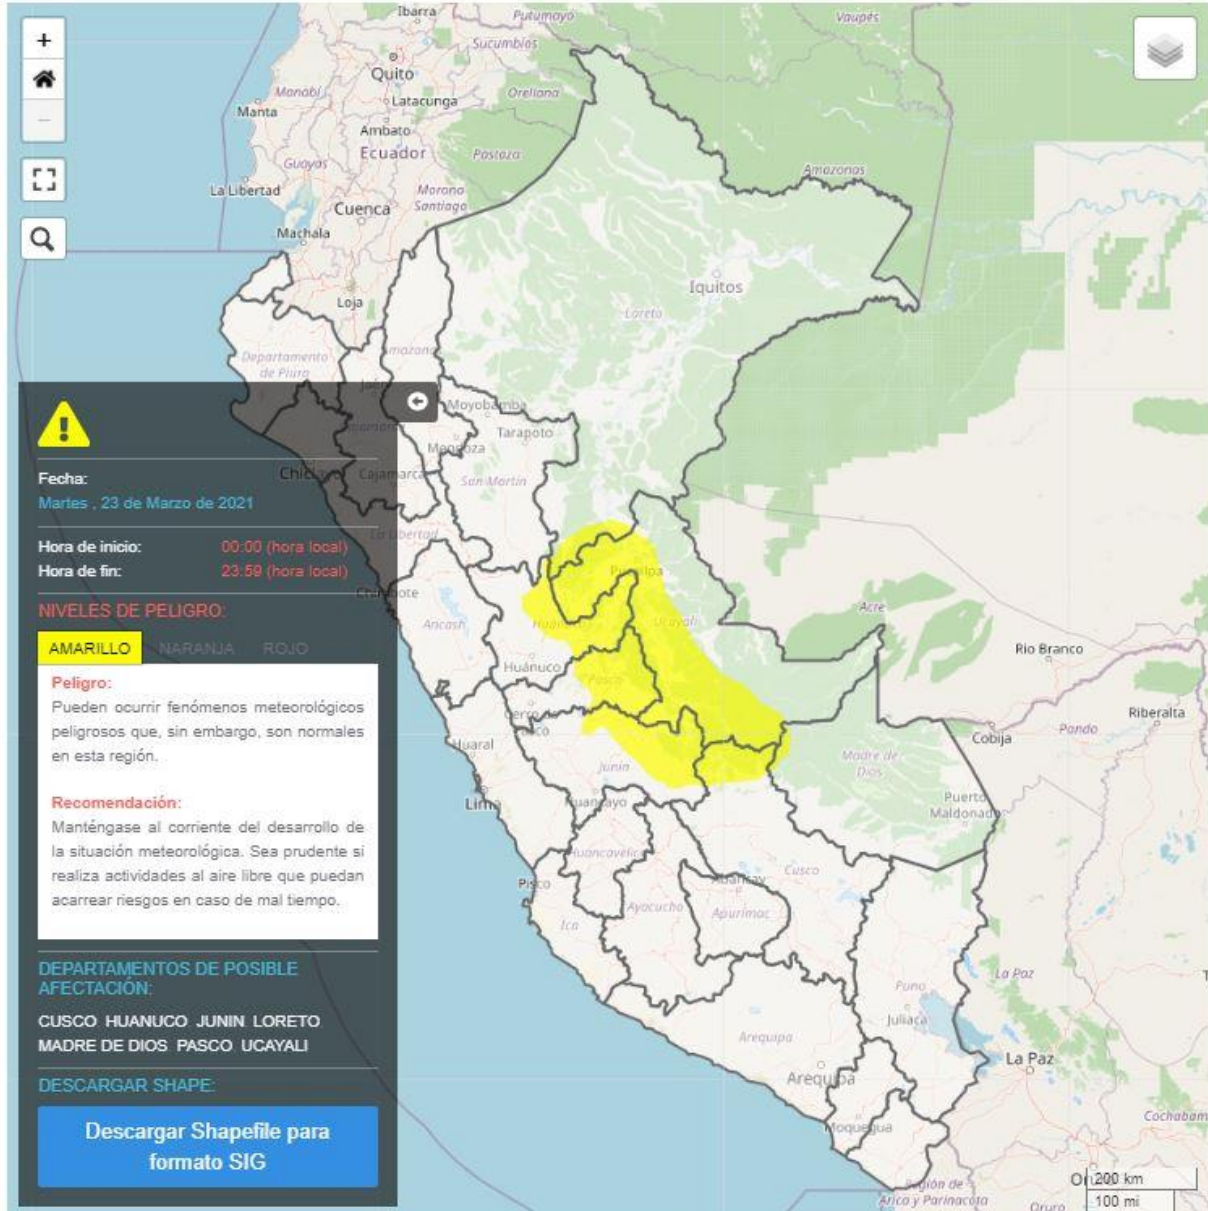 +
Ibarra
Putumayo
Vaupés
Sucumbíos
Quito
Manabí
Latacunga
Orellana
Manta
Ambato
Ecuador
Pastaza
Guayas
Amazonas
La Libertad
Morona
Santiago
Cuenca
Machala
Iquitos
Loja
Loreto
Departamento
de Piura
Amazonas
Moyobamba
Tarapoto
Mendoza
Cajamarca
San Martín
La Libertad
Fecha:
Martes , 23 de Marzo de 2021
Hora de inicio: 00:00 (hora local)
Hora de fin: 23:59 (hora local)
NIVELES DE PELIGRO:
AMARILLO NARANJA ROJO
Peligro:
Pueden ocurrir fenómenos meteorológicos
peligrosos que, sin embargo, son normales
en esta región.
Recomendación:
Manténgase al corriente del desarrollo de
la situación meteorológica. Sea prudente si
realiza actividades al aire libre que puedan
acarrear riesgos en caso de mal tiempo.
DEPARTAMENTOS DE POSIBLE
AFECTACIÓN:
CUSCO HUANUCO JUNIN LORETO
MADRE DE DIOS PASCO UCAYALI
DESCARGAR SHAPE:
Descargar Shapefile para
formato SIG
Pucallpa
Ancash
Ucayali
Acre
Rio Branco
Huánuco
Pasco
Riberalta
Pando
Cobija
Huaral
Madre de
Dios
Junín
Lima
Huancayo
Puerto
Maldonado
Huancavelica
Cusco
Abancay
Pisco
Ayacucho
Apurímac
Ica
La Paz
Puno
Juliaca
Arequipa
La Paz
Arequipa
Moquegua
Cochabam
Región de
Arica y Parinacota
Oruro
200 km
100 mi